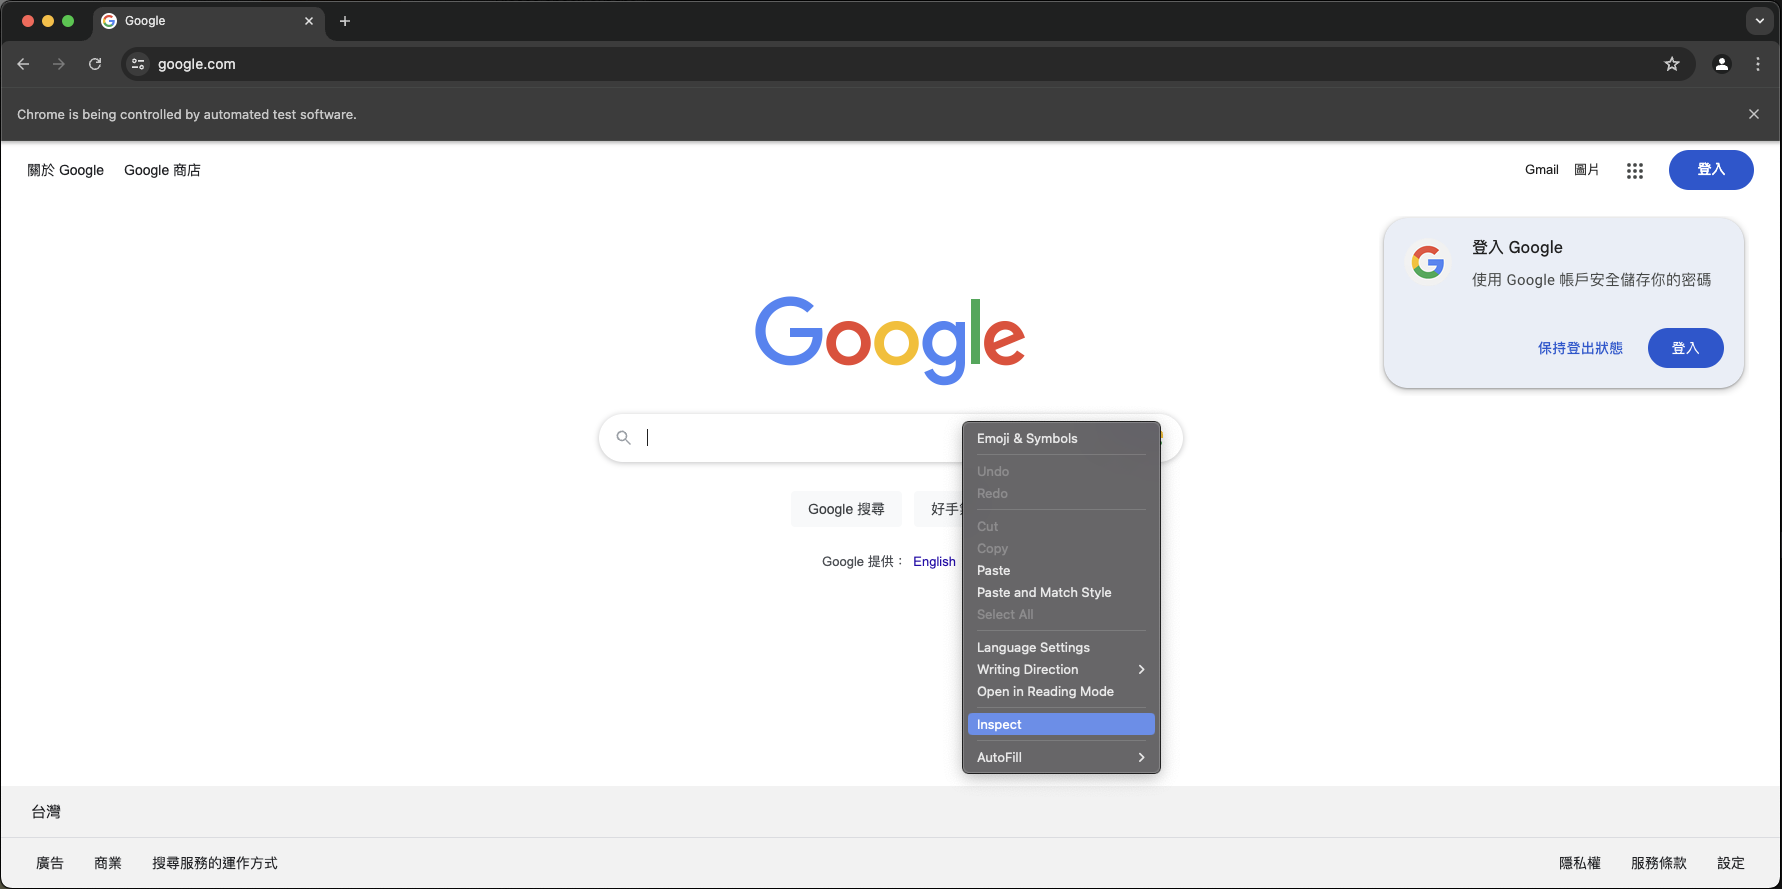 Google
google.com
Chrome is being controlled by automated test software.
關於 Google Google 商店
Gmail 圖片 登入
登入 Google
使用 Google 帳戶安全儲存你的密碼
保持登出狀態 登入
Google
Google 搜尋 好手
Google 提供： English
Emoji & Symbols
Undo
Redo
Cut
Copy
Paste
Paste and Match Style
Select All
Language Settings
Writing Direction
Open in Reading Mode
Inspect
AutoFill
台灣
廣告 商業 搜尋服務的運作方式
隱私權 服務條款 設定